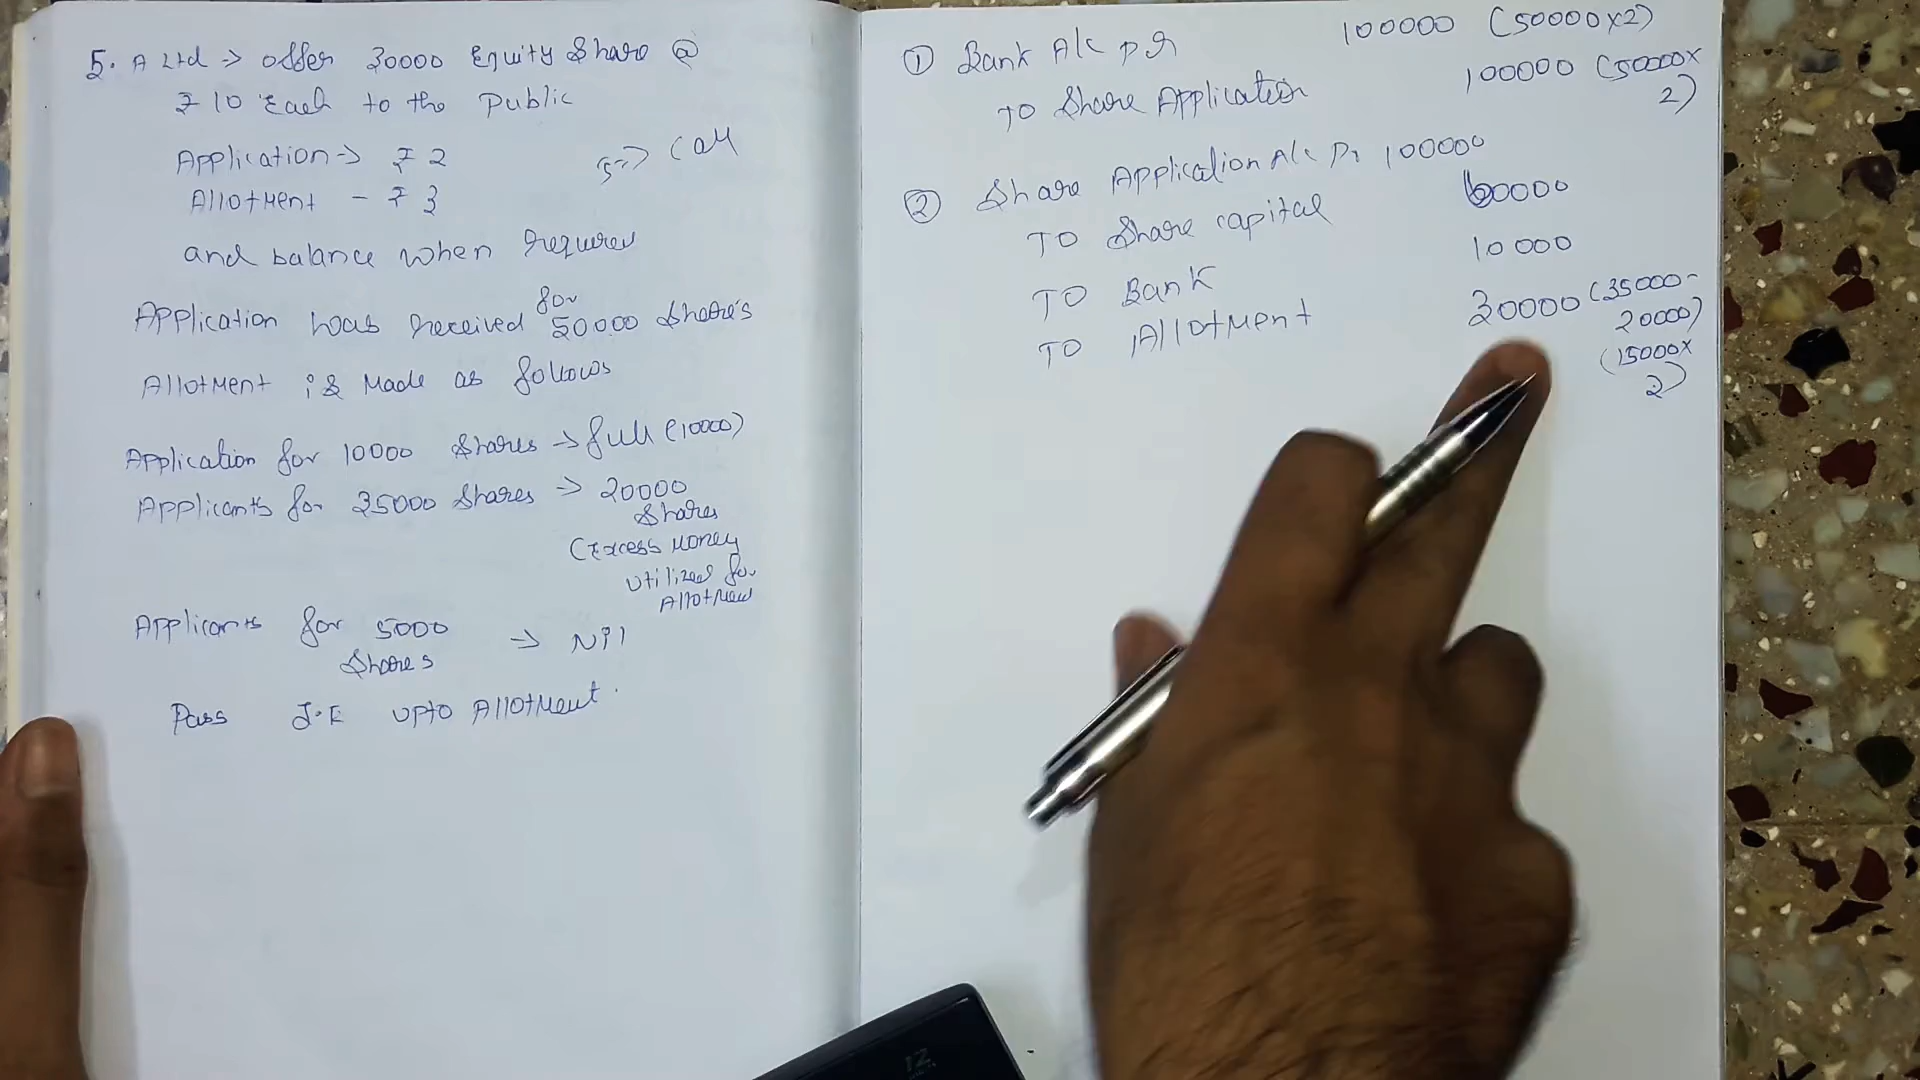 5. A Ltd → offer 30000 Equity Share @
₹ 10 Each to the public
Application → ₹ 2
5 → Call
Allotment - ₹ 3
and balance when required
Application was received for 50000 shares
Allotment is Made as follows
Application for 10000 shares → full (10000)
Applicants for 35000 shares → 20000
shares
(Excess Money
utilized for
Allotment
Applicants for 5000 → Nil
shares
Pass J.E upto Allotment.
① Bank A/c Dr 100000 (50000x2)
TO Share Application 100000 (50000x
2)
② Share Application A/c Dr 100000
TO Share capital 60000
TO Bank 10000
TO Allotment 30000 (35000-
20000)
(15000x
2)
12